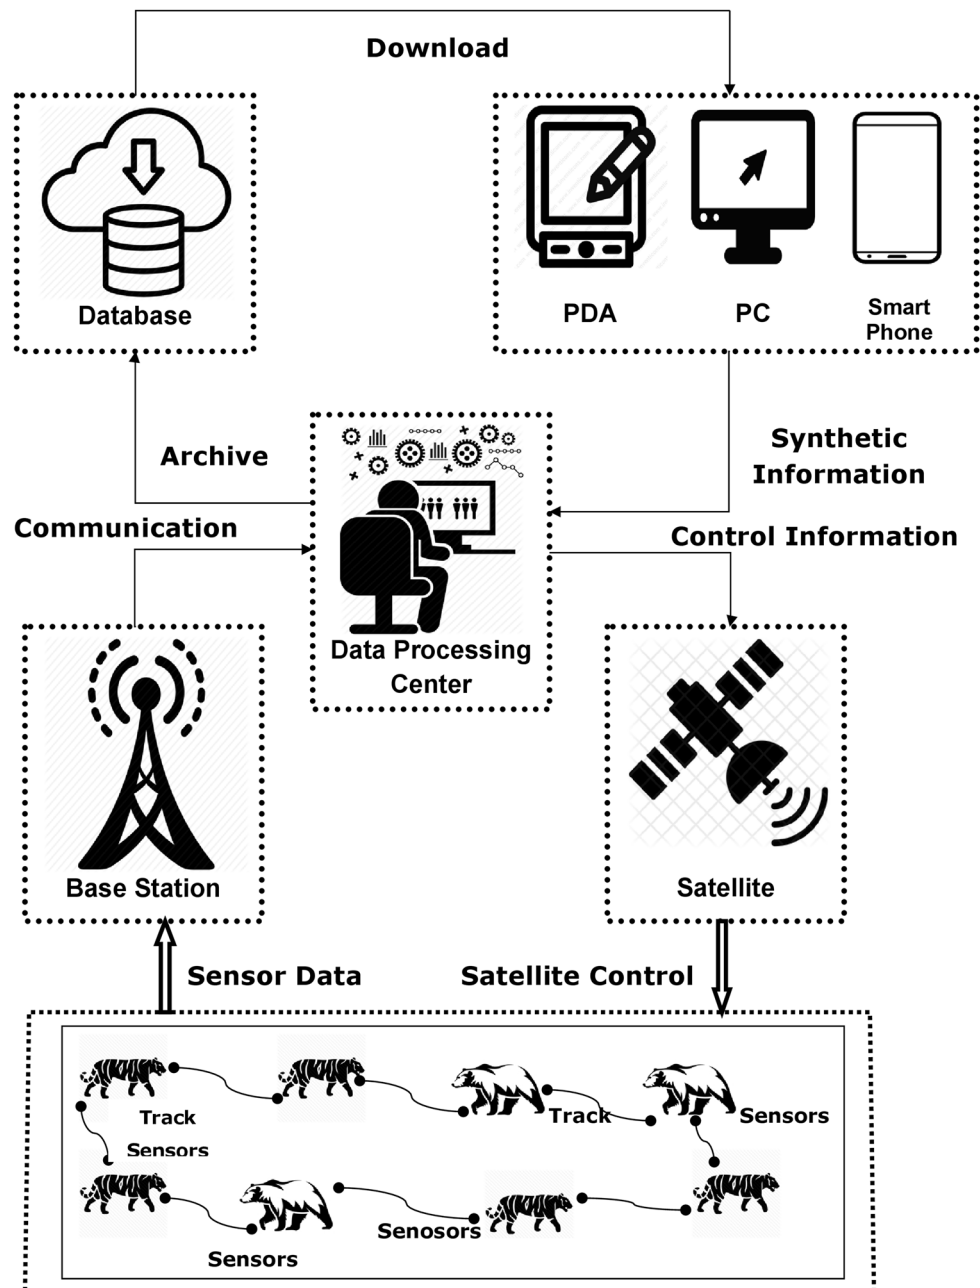 Download
Database
PDA
PC
Smart
Phone
Archive
Synthetic
Information
Communication
Control Information
Data Processing
Center
Base Station
Satellite
Sensor Data
Satellite Control
Track
Sensors
Track
Sensors
Sensors
Senosors